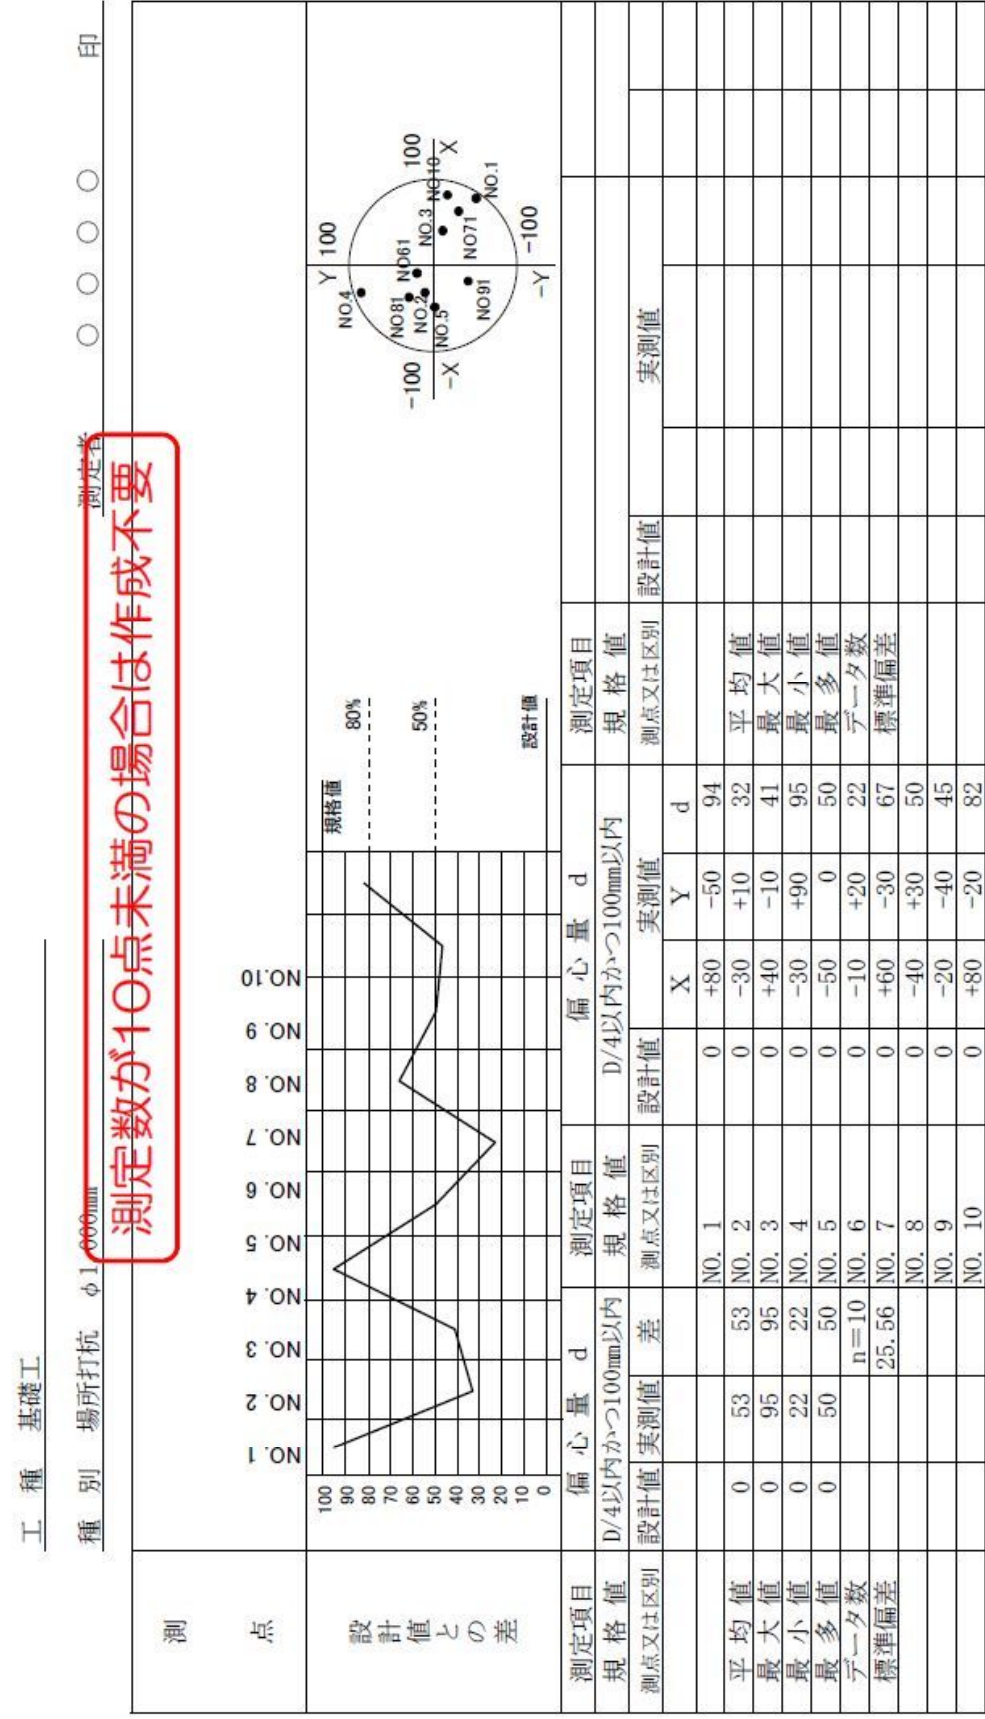 工 種 基礎工
種 別 場所打杭 φ1,000mm 測定者 ○ ○ ○ ○ 印
測定数が10点未満の場合は作成不要
測 点
NO. 1 NO. 2 NO. 3 NO. 4 NO. 5 NO. 6 NO. 7 NO. 8 NO. 9 NO.10
設計値との差
100
90
80
70
60
50
40
30
20
10
0
規格値
80%
50%
設計値
Y 100
NO.4
NO81
NO61
NO.2
NO.5
NO91
NO.3
NO10
NO71
NO.1
-100
-X
100
X
-100
-Y
測定項目 偏 心 量 d 測定項目 偏 心 量 d 測定項目
規 格 値 D/4以内かつ100mm以内 規 格 値 D/4以内かつ100mm以内 規 格 値
測点又は区別 設計値 実測値 差 測点又は区別 設計値 実測値 測点又は区別 設計値 実測値
X Y d
NO. 1 0 +80 -50 94
平 均 値 0 53 53 NO. 2 0 -30 +10 32 平 均 値
最 大 値 0 95 95 NO. 3 0 +40 -10 41 最 大 値
最 小 値 0 22 22 NO. 4 0 -30 +90 95 最 小 値
最 多 値 0 50 50 NO. 5 0 -50 0 50 最 多 値
データ数 n＝10 NO. 6 0 -10 +20 22 データ数
標準偏差 25.56 NO. 7 0 +60 -30 67 標準偏差
NO. 8 0 -40 +30 50
NO. 9 0 -20 -40 45
NO. 10 0 +80 -20 82